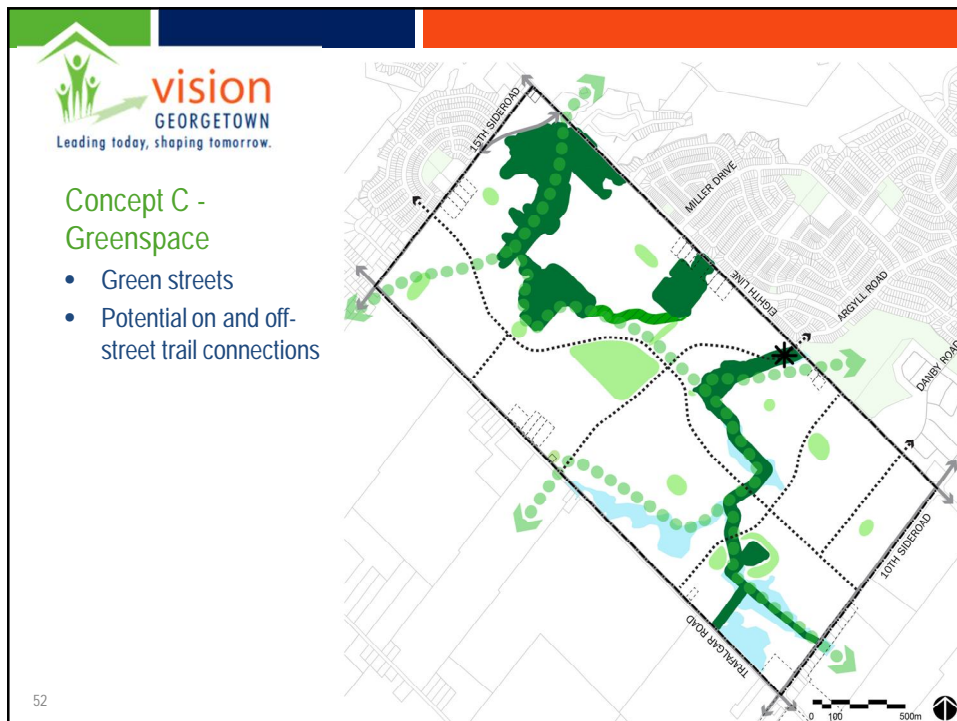 vision
GEORGETOWN
Leading today, shaping tomorrow.
Concept C -
Greenspace
• Green streets
• Potential on and off-
street trail connections
15TH SIDEROAD
MILLER DRIVE
EIGHTH LINE
ARGYLL ROAD
DANBY ROAD
10TH SIDEROAD
TRAFALGAR ROAD
0 100 500m
52